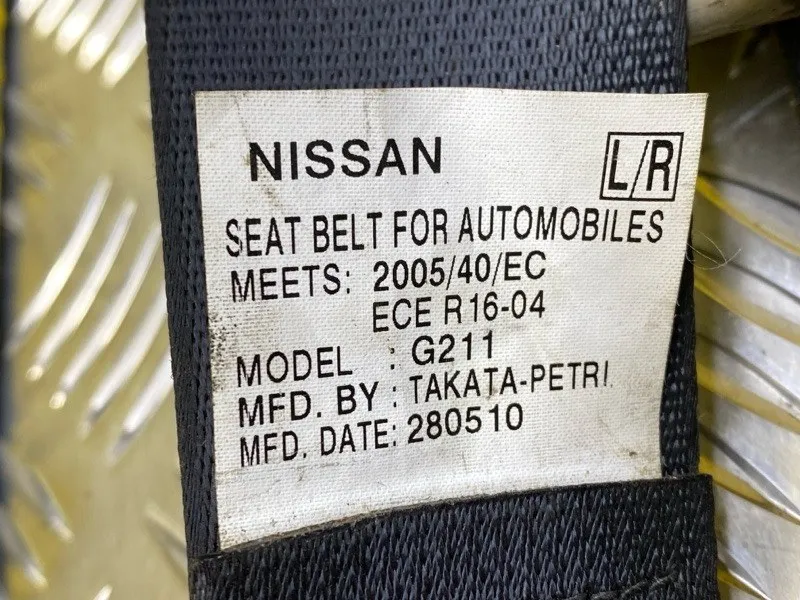 NISSAN
L/R
SEAT BELT FOR AUTOMOBILES
MEETS: 2005/40/EC
ECE R16-04
MODEL : G211
MFD. BY : TAKATA-PETRI
MFD. DATE: 280510